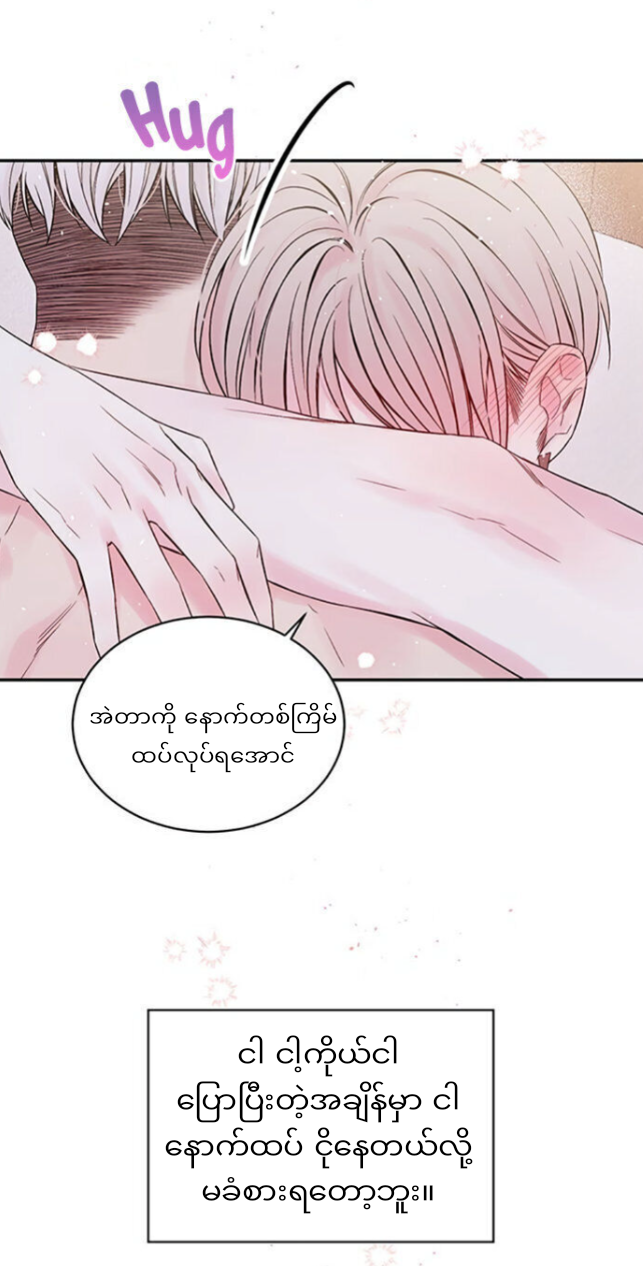 Hug
အဲတာကို နောက်တစ်ကြိမ်
ထပ်လုပ်ရအောင်
ငါ ငါ့ကိုယ်ငါ
ပြောပြီးတဲ့အချိန်မှာ ငါ
နောက်ထပ် ငိုနေတယ်လို့
မခံစားရတော့ဘူး။